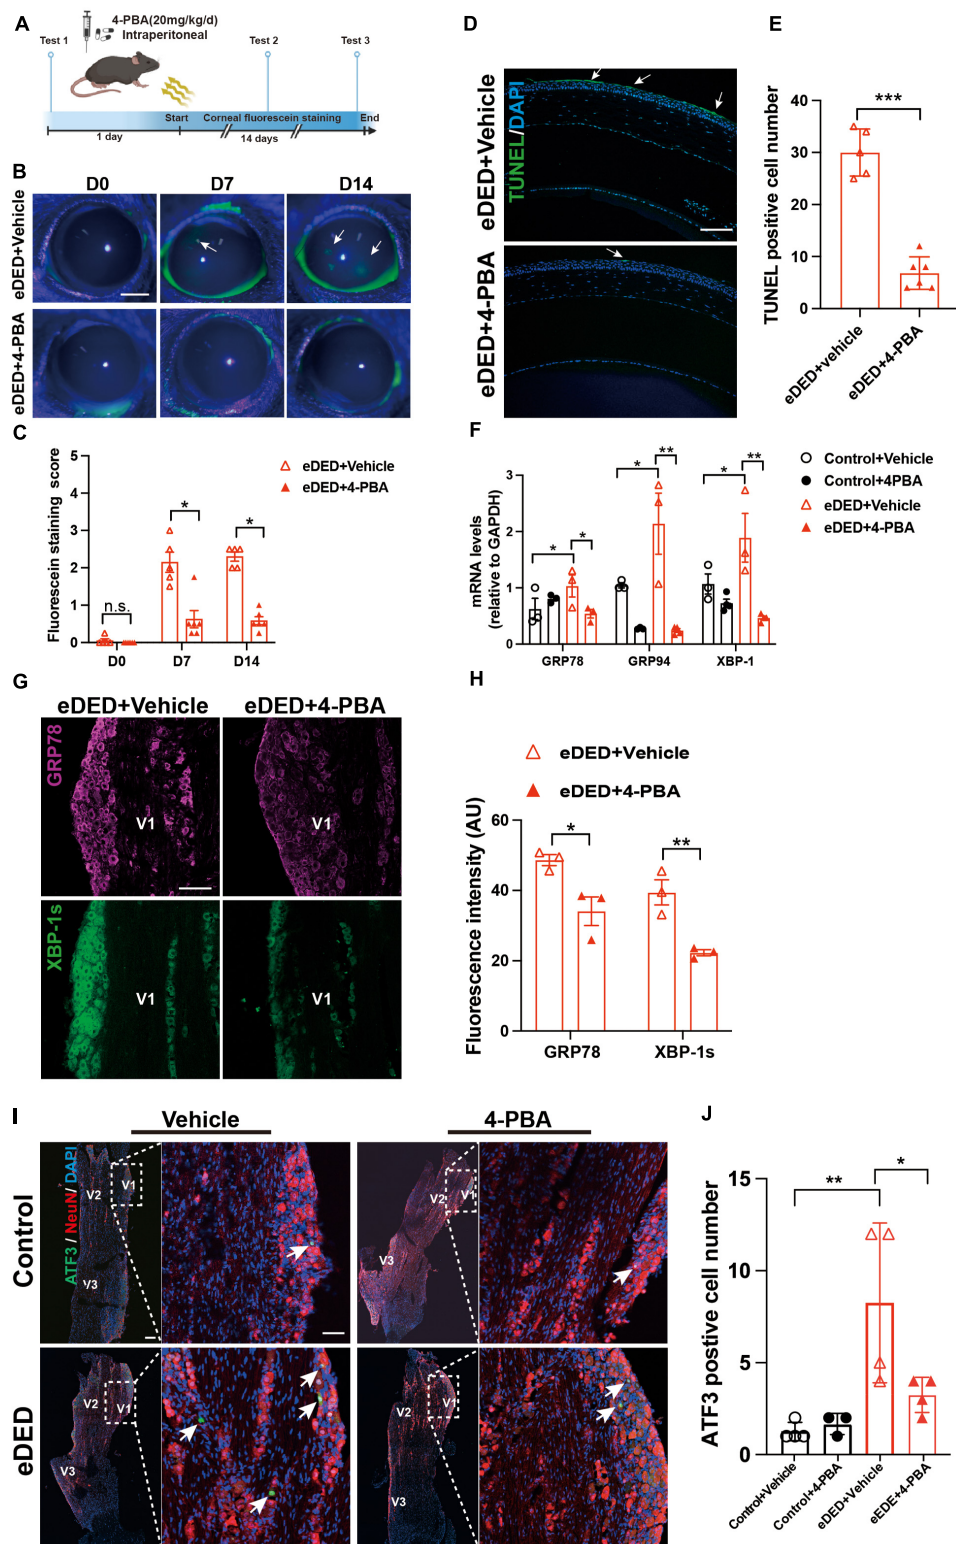 A
4-PBA(20mg/kg/d)
Intraperitoneal
Test 1
Test 2
Test 3
Start
Corneal fluorescein staining
End
1 day
14 days
B
D0
D7
D14
eDED+Vehicle
eDED+4-PBA
C
Fluorescein staining score
5
4
3
2
1
0
n.s.
*
*
D0
D7
D14
eDED+Vehicle
eDED+4-PBA
D
eDED+Vehicle
TUNEL/DAPI
eDED+4-PBA
E
TUNEL positive cell number
40
30
20
10
0
***
eDED+vehicle
eDED+4-PBA
F
mRNA levels
(relative to GAPDH)
3
2
1
0
*
*
*
**
*
**
GRP78
GRP94
XBP-1
Control+Vehicle
Control+4PBA
eDED+Vehicle
eDED+4-PBA
G
eDED+Vehicle
eDED+4-PBA
GRP78
V1
V1
XBP-1s
V1
V1
H
eDED+Vehicle
eDED+4-PBA
Fluorescence intensity (AU)
60
40
20
0
*
**
GRP78
XBP-1s
I
Vehicle
4-PBA
Control
ATF3 / NeuN/ DAPI
V2
V1
V3
V2
V1
V3
eDED
V2
V1
V3
V2
V1
V3
J
ATF3 postive cell number
15
10
5
0
**
*
Control+Vehicle
Control+4-PBA
eDED+Vehicle
eEDE+4-PBA